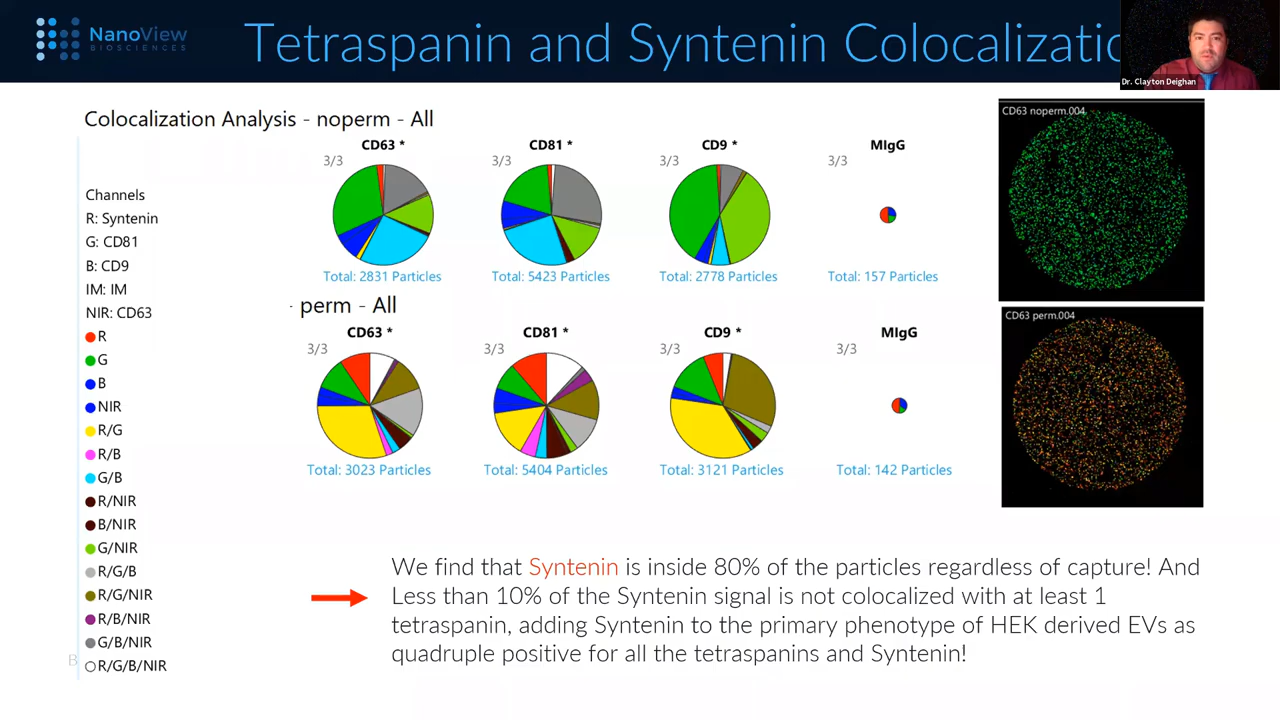 NanoView
BIOSCIENCES
Tetraspanin and Syntenin Colocalizatio
Dr. Clayton Deighan
Colocalization Analysis - noperm - All
CD63 *
CD81 *
CD9 *
MIgG
3/3
3/3
3/3
3/3
Total: 2831 Particles
Total: 5423 Particles
Total: 2778 Particles
Total: 157 Particles
CD63 noperm.004
- perm - All
CD63 *
CD81 *
CD9 *
MIgG
3/3
3/3
3/3
3/3
Total: 3023 Particles
Total: 5404 Particles
Total: 3121 Particles
Total: 142 Particles
CD63 perm.004
Channels
R: Syntenin
G: CD81
B: CD9
IM: IM
NIR: CD63
R
G
B
NIR
R/G
R/B
G/B
R/NIR
B/NIR
G/NIR
R/G/B
R/G/NIR
R/B/NIR
G/B/NIR
R/G/B/NIR
B
We find that Syntenin is inside 80% of the particles regardless of capture! And
Less than 10% of the Syntenin signal is not colocalized with at least 1
tetraspanin, adding Syntenin to the primary phenotype of HEK derived EVs as
quadruple positive for all the tetraspanins and Syntenin!